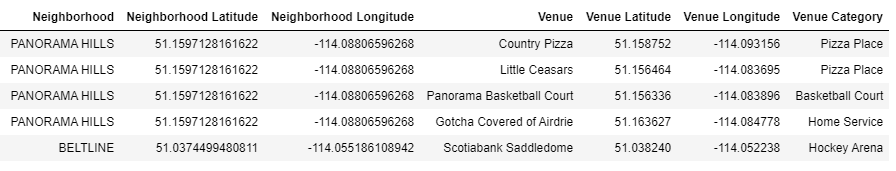 Neighborhood Neighborhood Latitude Neighborhood Longitude Venue Venue Latitude Venue Longitude Venue Category
PANORAMA HILLS 51.1597128161622 -114.08806596268 Country Pizza 51.158752 -114.093156 Pizza Place
PANORAMA HILLS 51.1597128161622 -114.08806596268 Little Ceasars 51.156464 -114.083695 Pizza Place
PANORAMA HILLS 51.1597128161622 -114.08806596268 Panorama Basketball Court 51.156336 -114.083896 Basketball Court
PANORAMA HILLS 51.1597128161622 -114.08806596268 Gotcha Covered of Airdrie 51.163627 -114.084778 Home Service
BELTLINE 51.0374499480811 -114.055186108942 Scotiabank Saddledome 51.038240 -114.052238 Hockey Arena